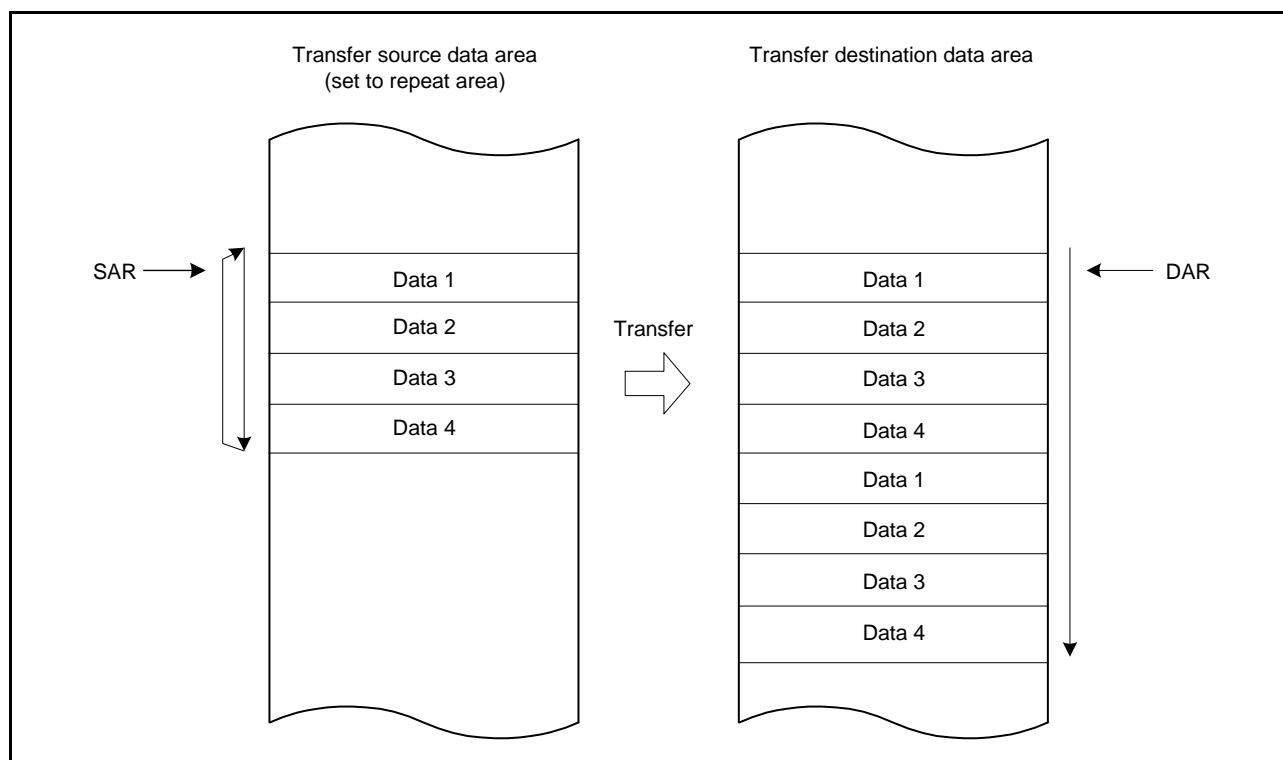 Transfer source data area
(set to repeat area)
Transfer destination data area
SAR
Data 1
Data 2
Data 3
Data 4
Transfer
DAR
Data 1
Data 2
Data 3
Data 4
Data 1
Data 2
Data 3
Data 4